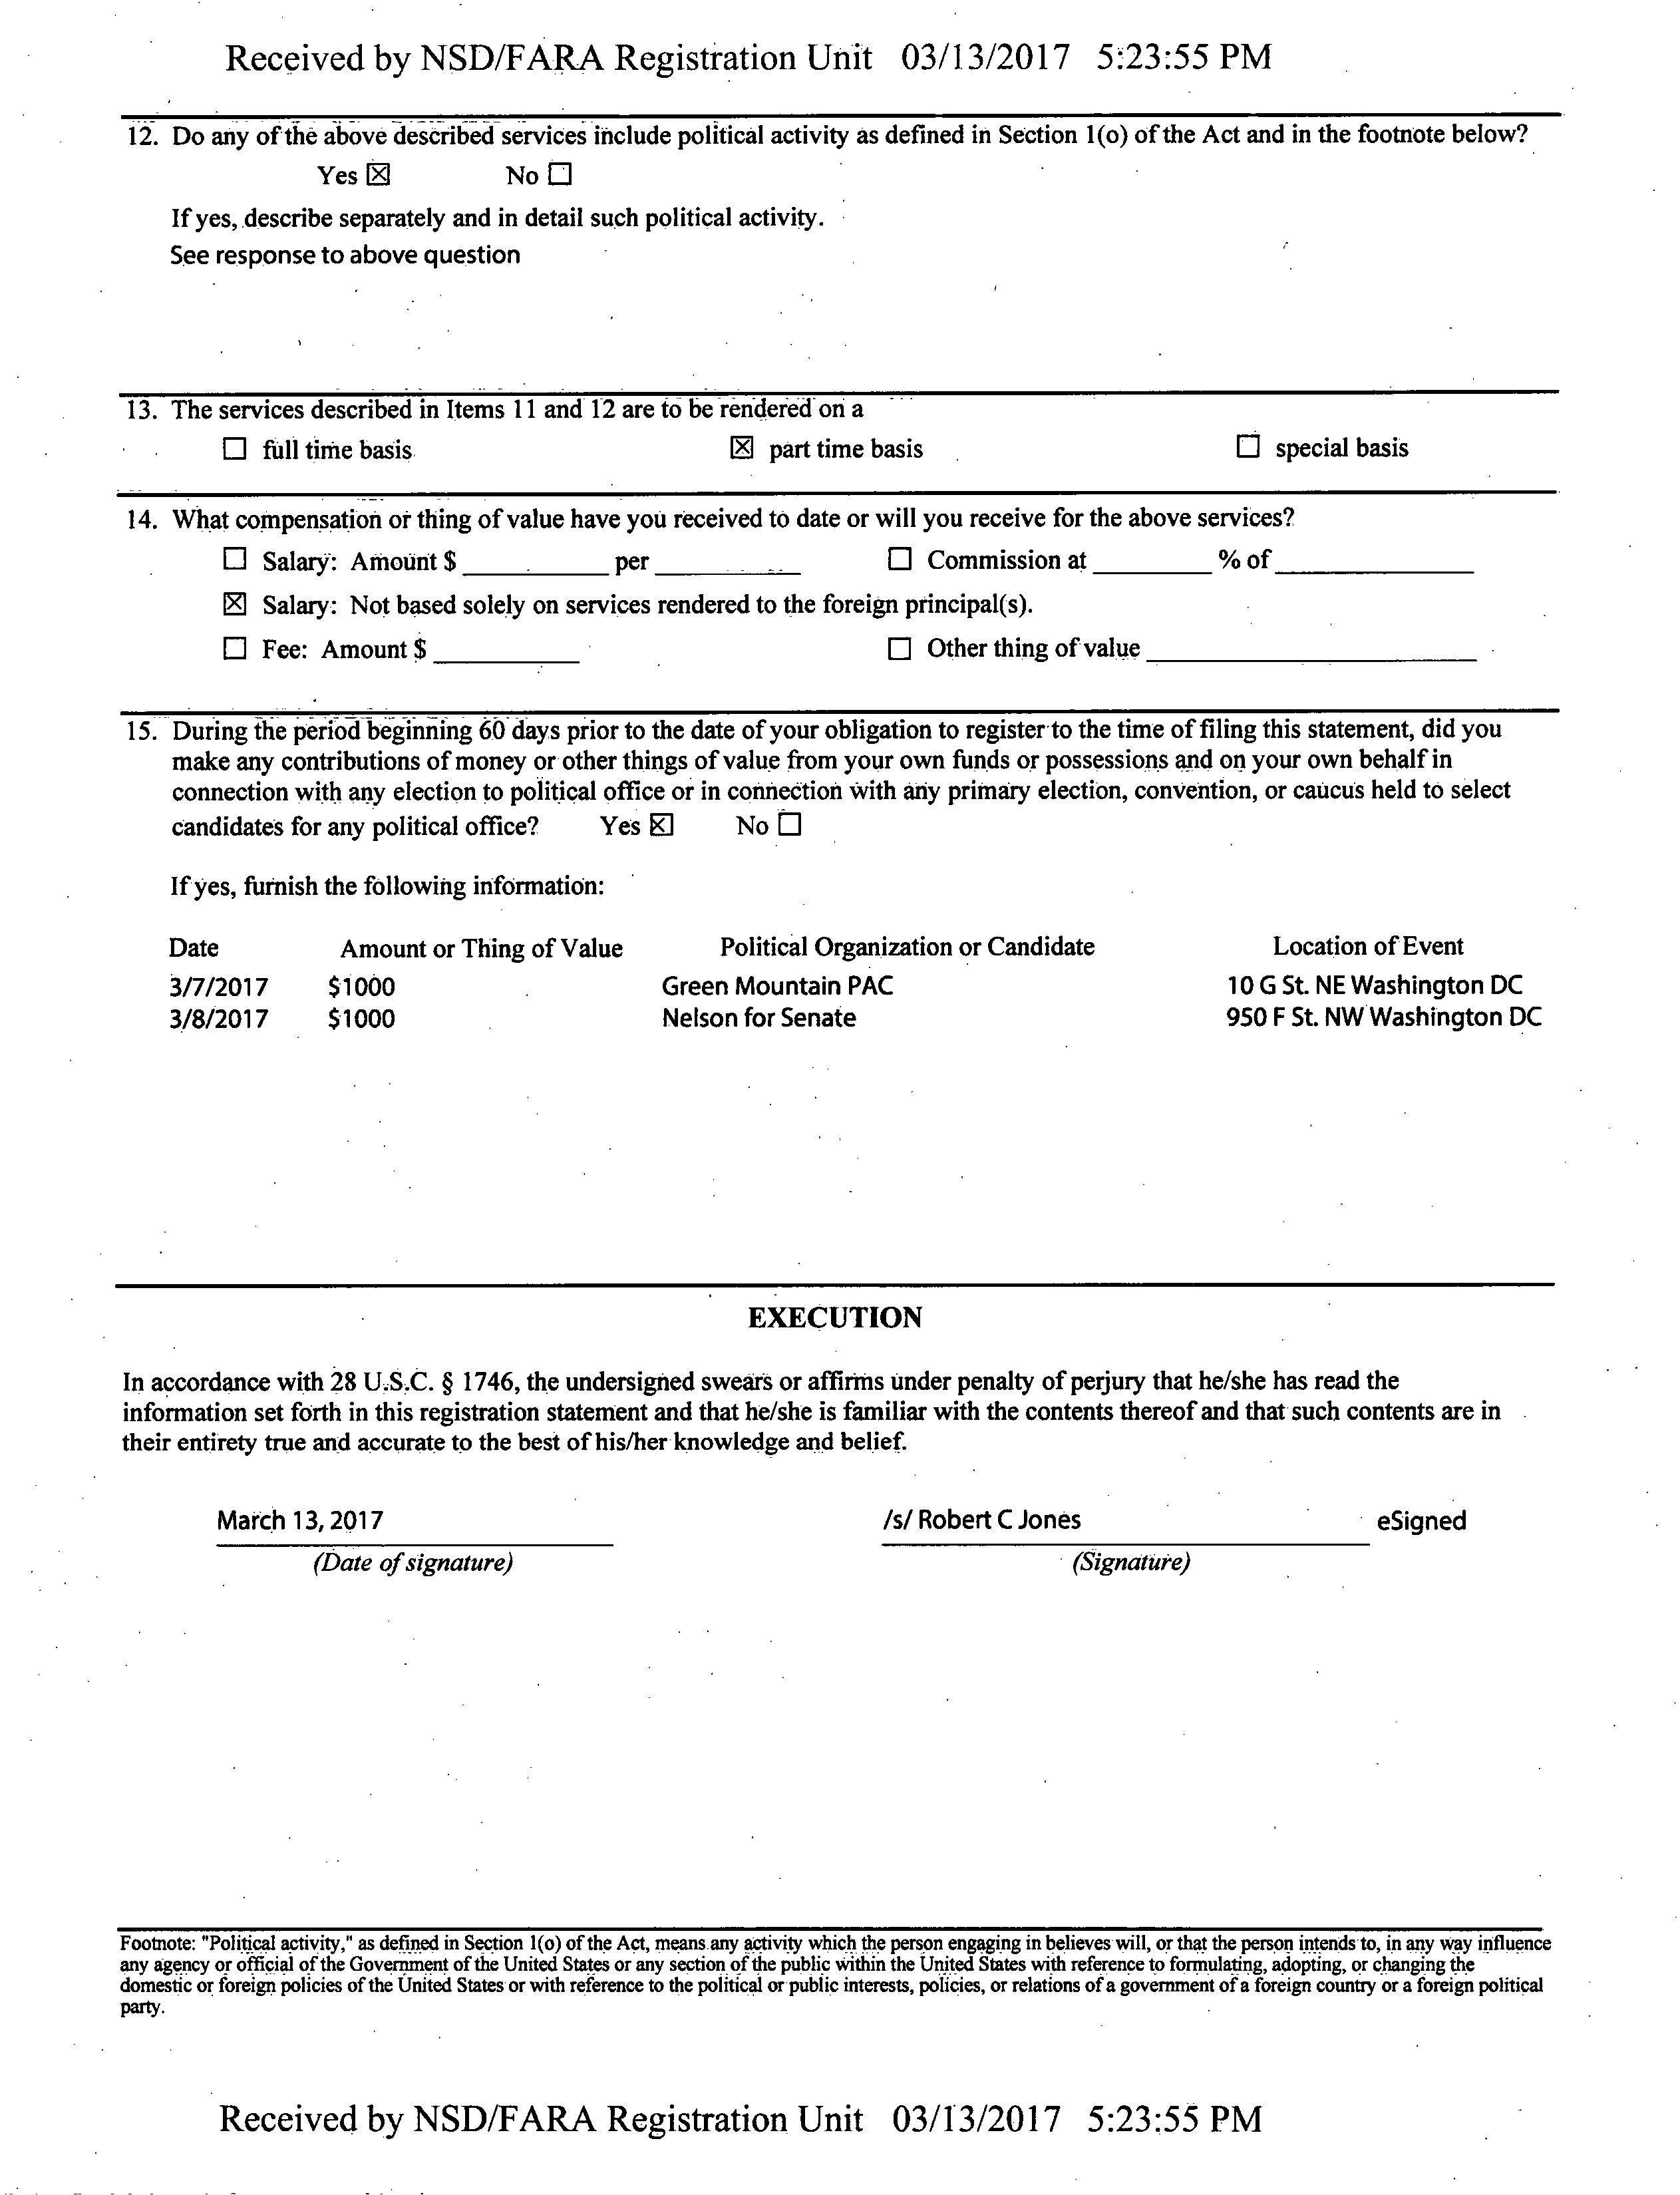 Received by NSD/FARA Registration Unit 03/13/2017 5:23:55 PM
12. Do any of the above described services include political activity as defined in Section 1(o) of the Act and in the footnote below?
Yes ☒ No ☐
If yes, describe separately and in detail such political activity.
See response to above question
13. The services described in Items 11 and 12 are to be rendered on a
☐ full time basis ☒ part time basis ☐ special basis
14. What compensation or thing of value have you received to date or will you receive for the above services?
☐ Salary: Amount $ __________ per __________ ☐ Commission at __________ % of __________
☒ Salary: Not based solely on services rendered to the foreign principal(s).
☐ Fee: Amount $ __________ ☐ Other thing of value __________
15. During the period beginning 60 days prior to the date of your obligation to register to the time of filing this statement, did you
make any contributions of money or other things of value from your own funds or possessions and on your own behalf in
connection with any election to political office or in connection with any primary election, convention, or caucus held to select
candidates for any political office? Yes ☒ No ☐
If yes, furnish the following information:
Date Amount or Thing of Value Political Organization or Candidate Location of Event
3/7/2017 $1000 Green Mountain PAC 10 G St. NE Washington DC
3/8/2017 $1000 Nelson for Senate 950 F St. NW Washington DC
EXECUTION
In accordance with 28 U.S.C. § 1746, the undersigned swears or affirms under penalty of perjury that he/she has read the
information set forth in this registration statement and that he/she is familiar with the contents thereof and that such contents are in
their entirety true and accurate to the best of his/her knowledge and belief.
March 13, 2017 /s/ Robert C Jones eSigned
(Date of signature) (Signature)
Footnote: "Political activity," as defined in Section 1(o) of the Act, means any activity which the person engaging in believes will, or that the person intends to, in any way influence
any agency or official of the Government of the United States or any section of the public within the United States with reference to formulating, adopting, or changing the
domestic or foreign policies of the United States or with reference to the political or public interests, policies, or relations of a government of a foreign country or a foreign political
party.
Received by NSD/FARA Registration Unit 03/13/2017 5:23:55 PM